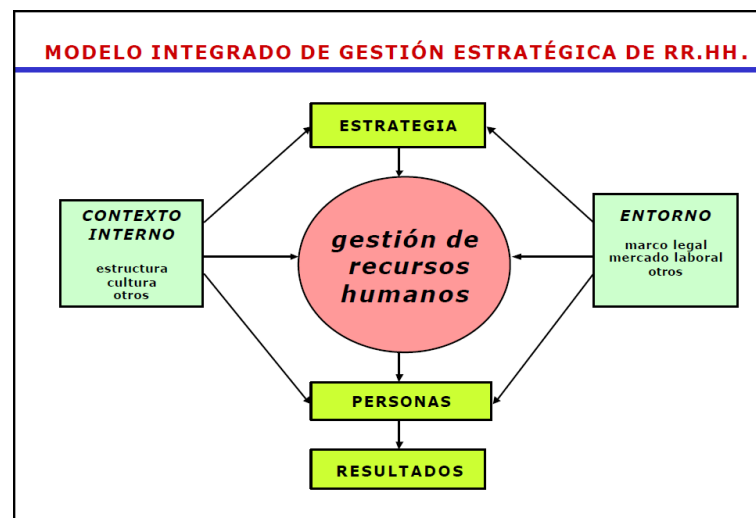 MODELO INTEGRADO DE GESTIÓN ESTRATÉGICA DE RR.HH.
ESTRATEGIA
CONTEXTO
INTERNO
estructura
cultura
otros
gestión de
recursos
humanos
ENTORNO
marco legal
mercado laboral
otros
PERSONAS
RESULTADOS